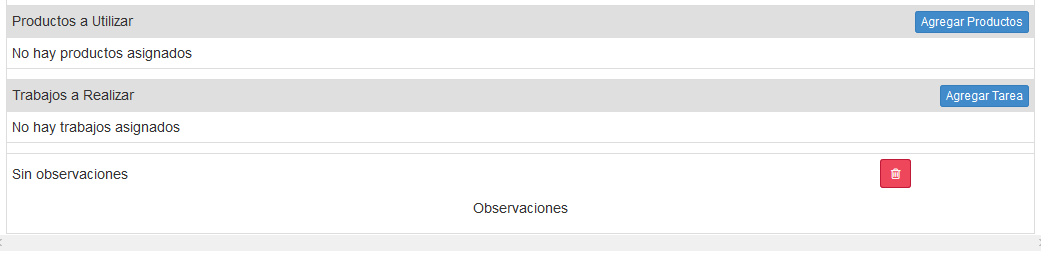 Productos a Utilizar
Agregar Productos
No hay productos asignados
Trabajos a Realizar
Agregar Tarea
No hay trabajos asignados
Sin observaciones
Observaciones